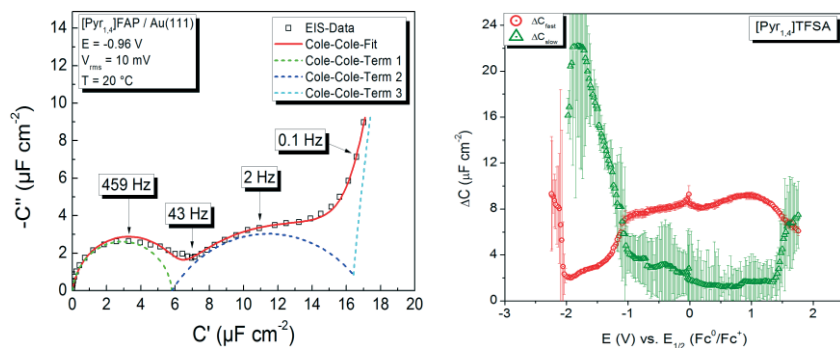 [Pyr1,4]FAP / Au(111)
E = -0.96 V
Vrms = 10 mV
T = 20 °C
EIS-Data
Cole-Cole-Fit
Cole-Cole-Term 1
Cole-Cole-Term 2
Cole-Cole-Term 3
459 Hz
43 Hz
2 Hz
0.1 Hz
14
12
10
8
6
4
2
0
0 2 4 6 8 10 12 14 16 18 20
-C'' (µF cm-2)
C' (µF cm-2)
ΔCfast
ΔCslow
[Pyr1,4]TFSA
24
20
16
12
8
4
0
-3 -2 -1 0 1 2
ΔC (µF cm-2)
E (V) vs. E1/2 (Fc0/Fc+)